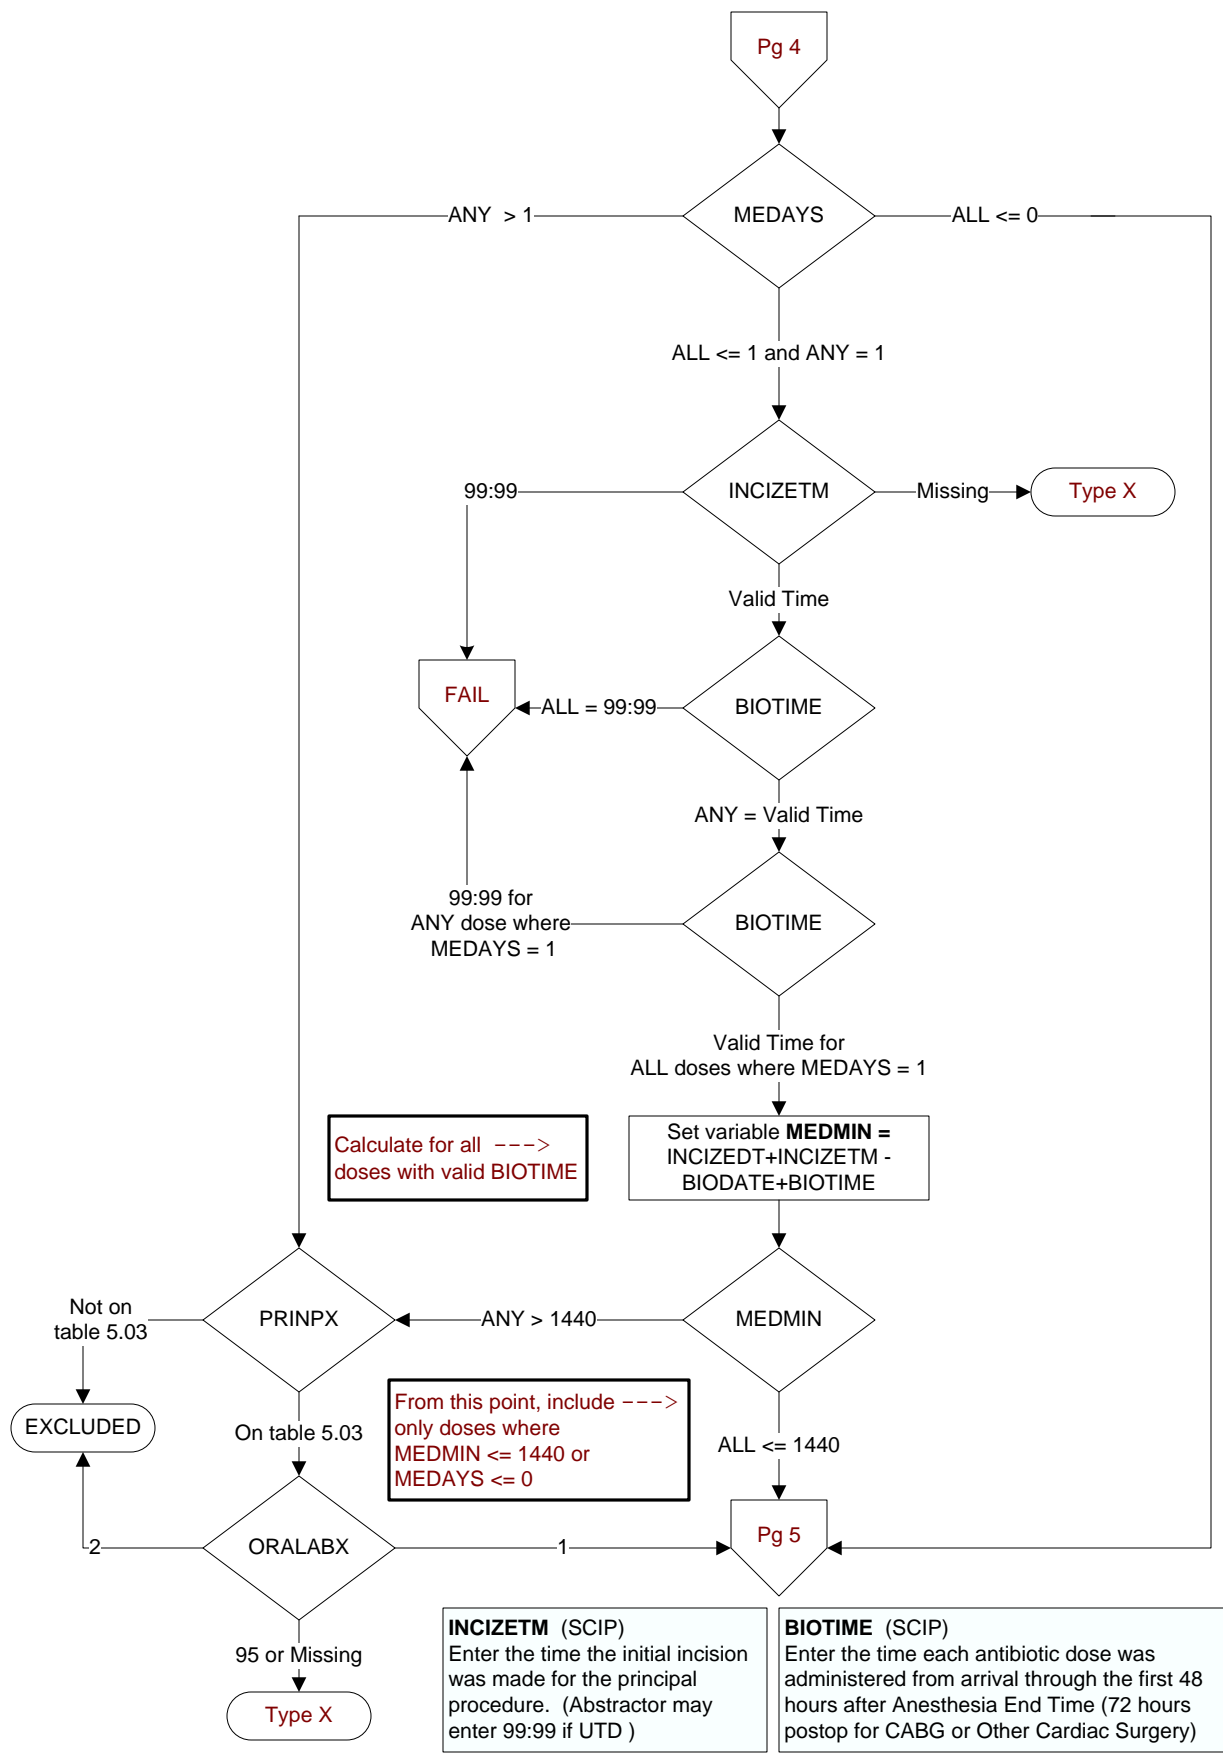 Pg 4
MEDAYS
ANY  > 1
ALL <= 0
ALL <= 1 and ANY = 1
INCIZETM
99:99
Missing
Type X
Valid Time
FAIL
ALL = 99:99
BIOTIME
ANY = Valid Time
99:99 for
ANY dose where
MEDAYS = 1
BIOTIME
Valid Time for
ALL doses where MEDAYS = 1
Calculate for all --->
doses with valid BIOTIME
Set variable MEDMIN =
INCIZEDT+INCIZETM -
BIODATE+BIOTIME
Not on
table 5.03
PRINPX
ANY > 1440
MEDMIN
EXCLUDED
On table 5.03
From this point, include --->
only doses where
MEDMIN <= 1440 or
MEDAYS <= 0
ALL <= 1440
2
ORALABX
1
Pg 5
95 or Missing
Type X
INCIZETM  (SCIP)
Enter the time the initial incision
was made for the principal
procedure.  (Abstractor may
enter 99:99 if UTD )
BIOTIME  (SCIP)
Enter the time each antibiotic dose was
administered from arrival through the first 48
hours after Anesthesia End Time (72 hours
postop for CABG or Other Cardiac Surgery)